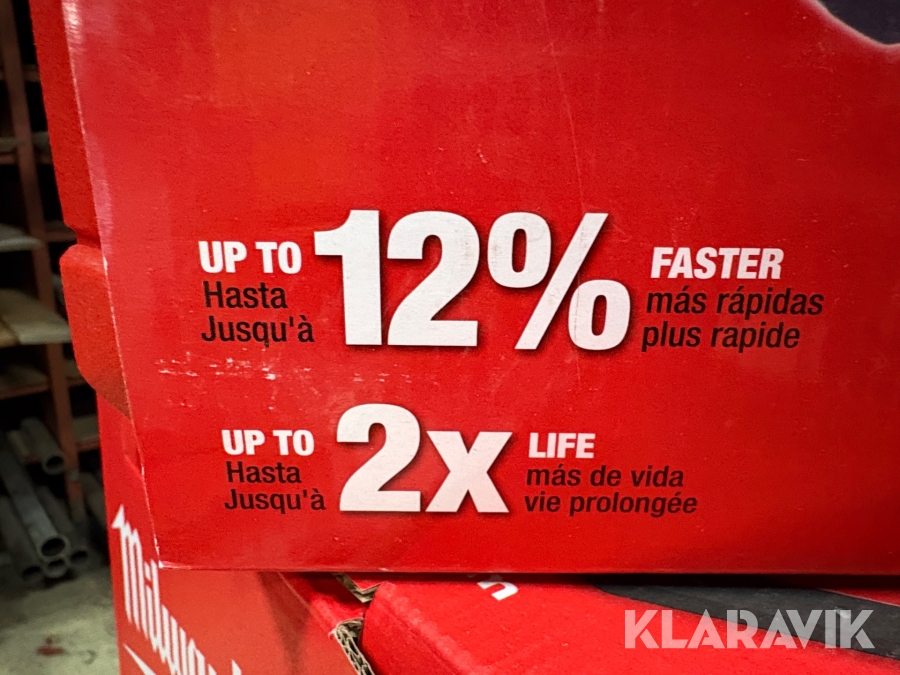 UP TO 12% FASTER
Hasta más rápidas
Jusqu'à plus rapide
UP TO 2x LIFE
Hasta más de vida
Jusqu'à vie prolongée
Milwauk
KLARAVIK